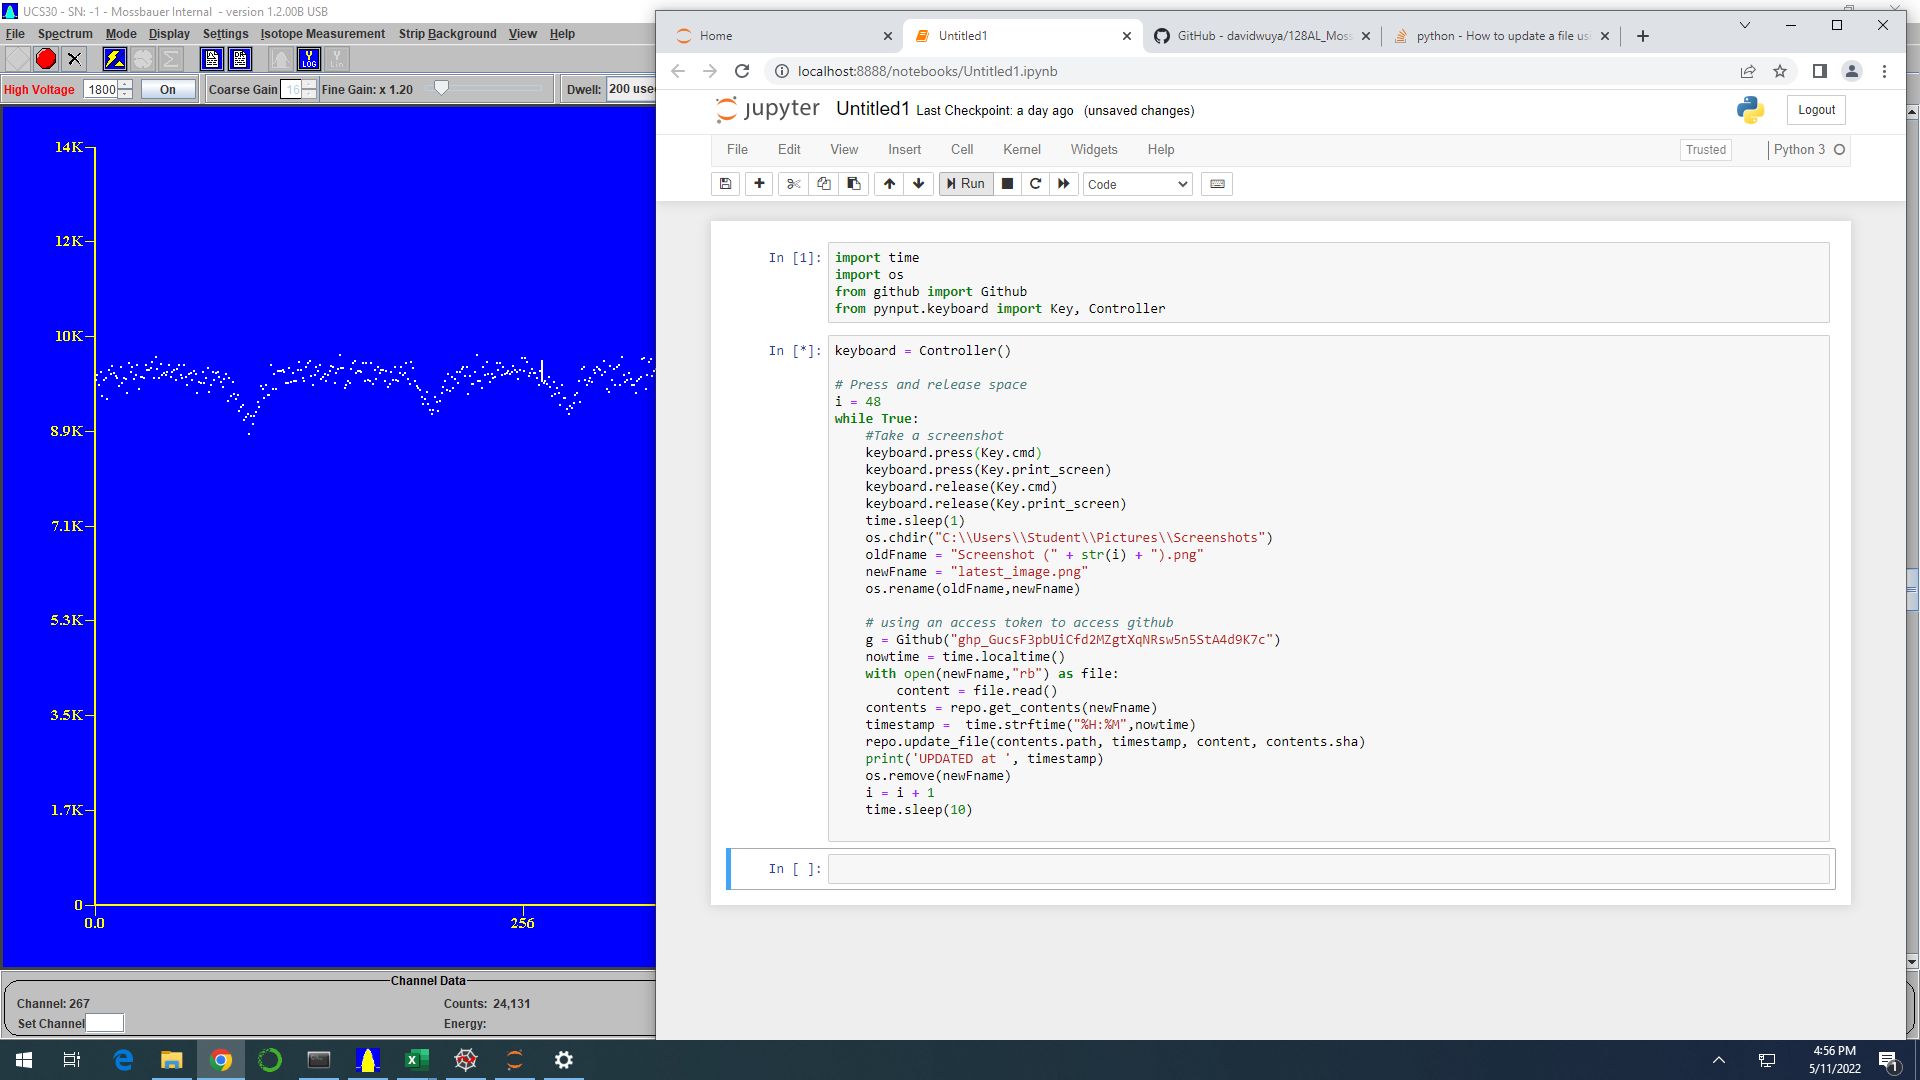 UCS30 - SN: -1 - Mossbauer Internal - version 1.2.00B USB
File Spectrum Mode Display Settings Isotope Measurement Strip Background View Help
Y LOG
Y Lin
High Voltage 1800 On Coarse Gain 16 Fine Gain: x 1.20 Dwell: 200 usec
14K
12K
10K
8.9K
7.1K
5.3K
3.5K
1.7K
0
0.0 256
Channel Data
Channel: 267 Counts: 24,131
Set Channel Energy:
Home Untitled1 GitHub - davidwuya/128AL_Moss python - How to update a file usi
localhost:8888/notebooks/Untitled1.ipynb
jupyter Untitled1 Last Checkpoint: a day ago (unsaved changes) Logout
File Edit View Insert Cell Kernel Widgets Help Trusted Python 3
Run Code
In [1]: import time
import os
from github import Github
from pynput.keyboard import Key, Controller
In [*]: keyboard = Controller()
# Press and release space
i = 48
while True:
#Take a screenshot
keyboard.press(Key.cmd)
keyboard.press(Key.print_screen)
keyboard.release(Key.cmd)
keyboard.release(Key.print_screen)
time.sleep(1)
os.chdir("C:\\Users\\Student\\Pictures\\Screenshots")
oldFname = "Screenshot (" + str(i) + ").png"
newFname = "latest_image.png"
os.rename(oldFname,newFname)
# using an access token to access github
g = Github("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")
nowtime = time.localtime()
with open(newFname,"rb") as file:
content = file.read()
contents = repo.get_contents(newFname)
timestamp = time.strftime("%H:%M",nowtime)
repo.update_file(contents.path, timestamp, content, contents.sha)
print('UPDATED at ', timestamp)
os.remove(newFname)
i = i + 1
time.sleep(10)
In [ ]:
4:56 PM
5/11/2022
1